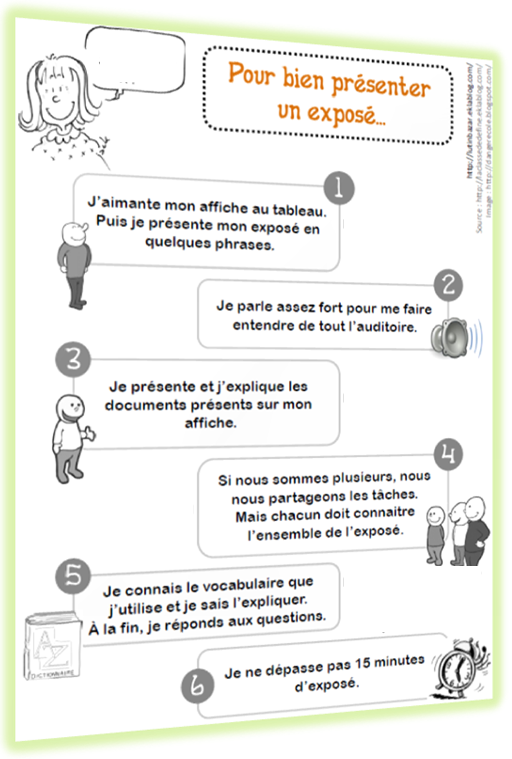 Pour bien présenter
un exposé...
http://lutinbazar.eklablog.com/
Source : http://laclassededefine.eklablog.com/
Image : http://dangerecole.blogspot.com/
1
J'aimante mon affiche au tableau.
Puis je présente mon exposé en
quelques phrases.
2
Je parle assez fort pour me faire
entendre de tout l'auditoire.
3
Je présente et j'explique les
documents présents sur mon
affiche.
4
Si nous sommes plusieurs, nous
nous partageons les tâches.
Mais chacun doit connaitre
l'ensemble de l'exposé.
5
Je connais le vocabulaire que
j'utilise et je sais l'expliquer.
À la fin, je réponds aux questions.
A
Z
DICTIONNAIRE
6
Je ne dépasse pas 15 minutes
d'exposé.